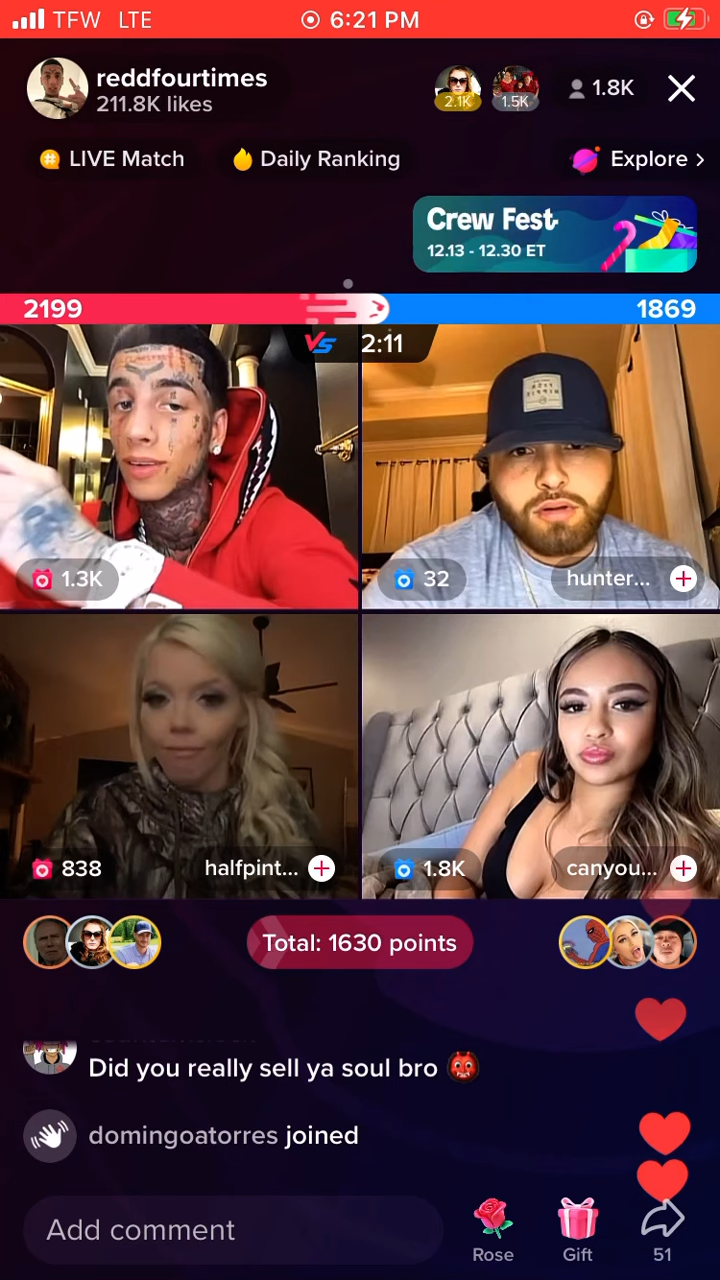 TFW LTE 6:21 PM
reddfourtimes
211.8K likes
2.1K
1.5K
1.8K
LIVE Match
Daily Ranking
Explore >
Crew Fest
12.13 - 12.30 ET
2199
1869
VS 2:11
1.3K
32
hunter...
838
halfpint...
1.8K
canyou...
Total: 1630 points
Did you really sell ya soul bro 👹
domingoatorres joined
Add comment
Rose
Gift
51